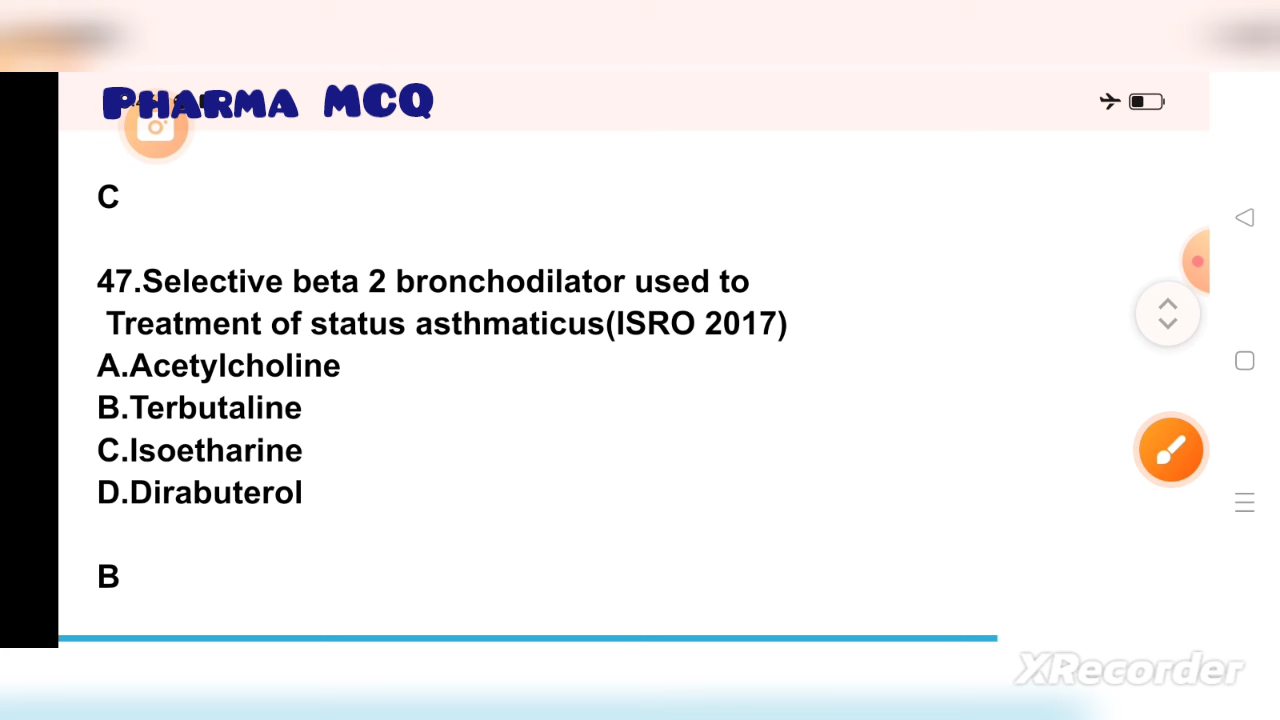 PHARMA MCQ
C
47.Selective beta 2 bronchodilator used to
Treatment of status asthmaticus(ISRO 2017)
A.Acetylcholine
B.Terbutaline
C.Isoetharine
D.Dirabuterol
B
XRecorder